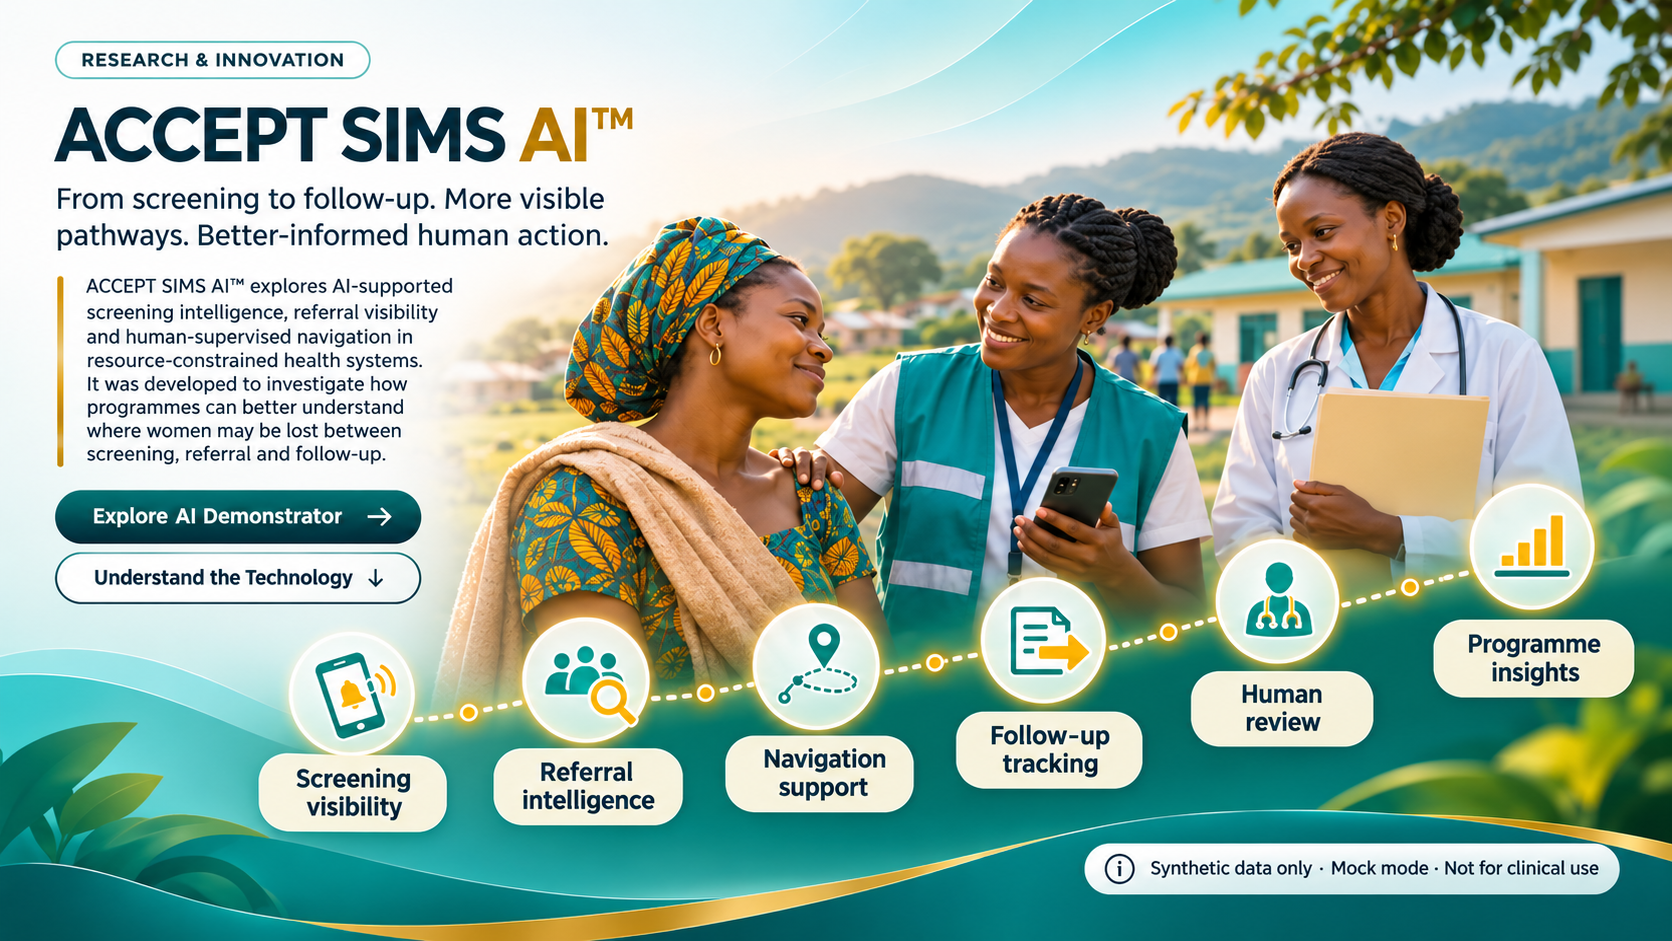 RESEARCH & INNOVATION
ACCEPT SIMS AI™
From screening to follow-up. More visible
pathways. Better-informed human action.
ACCEPT SIMS AI™ explores AI-supported
screening intelligence, referral visibility
and human-supervised navigation in
resource-constrained health systems.
It was developed to investigate how
programmes can better understand
where women may be lost between
screening, referral and follow-up.
Explore AI Demonstrator →
Understand the Technology ↓
Screening
visibility
Referral
intelligence
Navigation
support
Follow-up
tracking
Human
review
Programme
insights
Synthetic data only · Mock mode · Not for clinical use